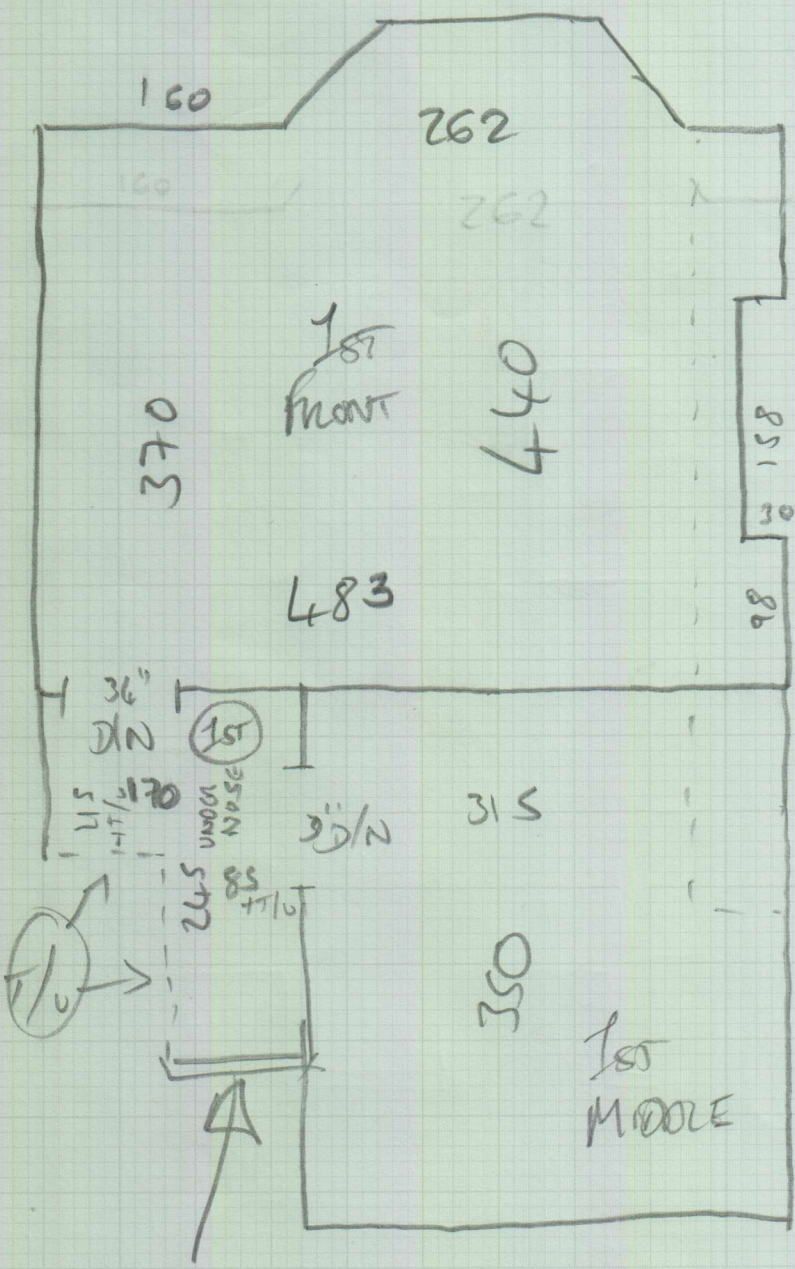 160
262
160
262
1ST
FRONT
370
440
158
30
98
483
36"
D/N
1ST
170
UNDER
NOSE
315
D/N
245
85
+T/U
T/U
350
1ST
MIDDLE